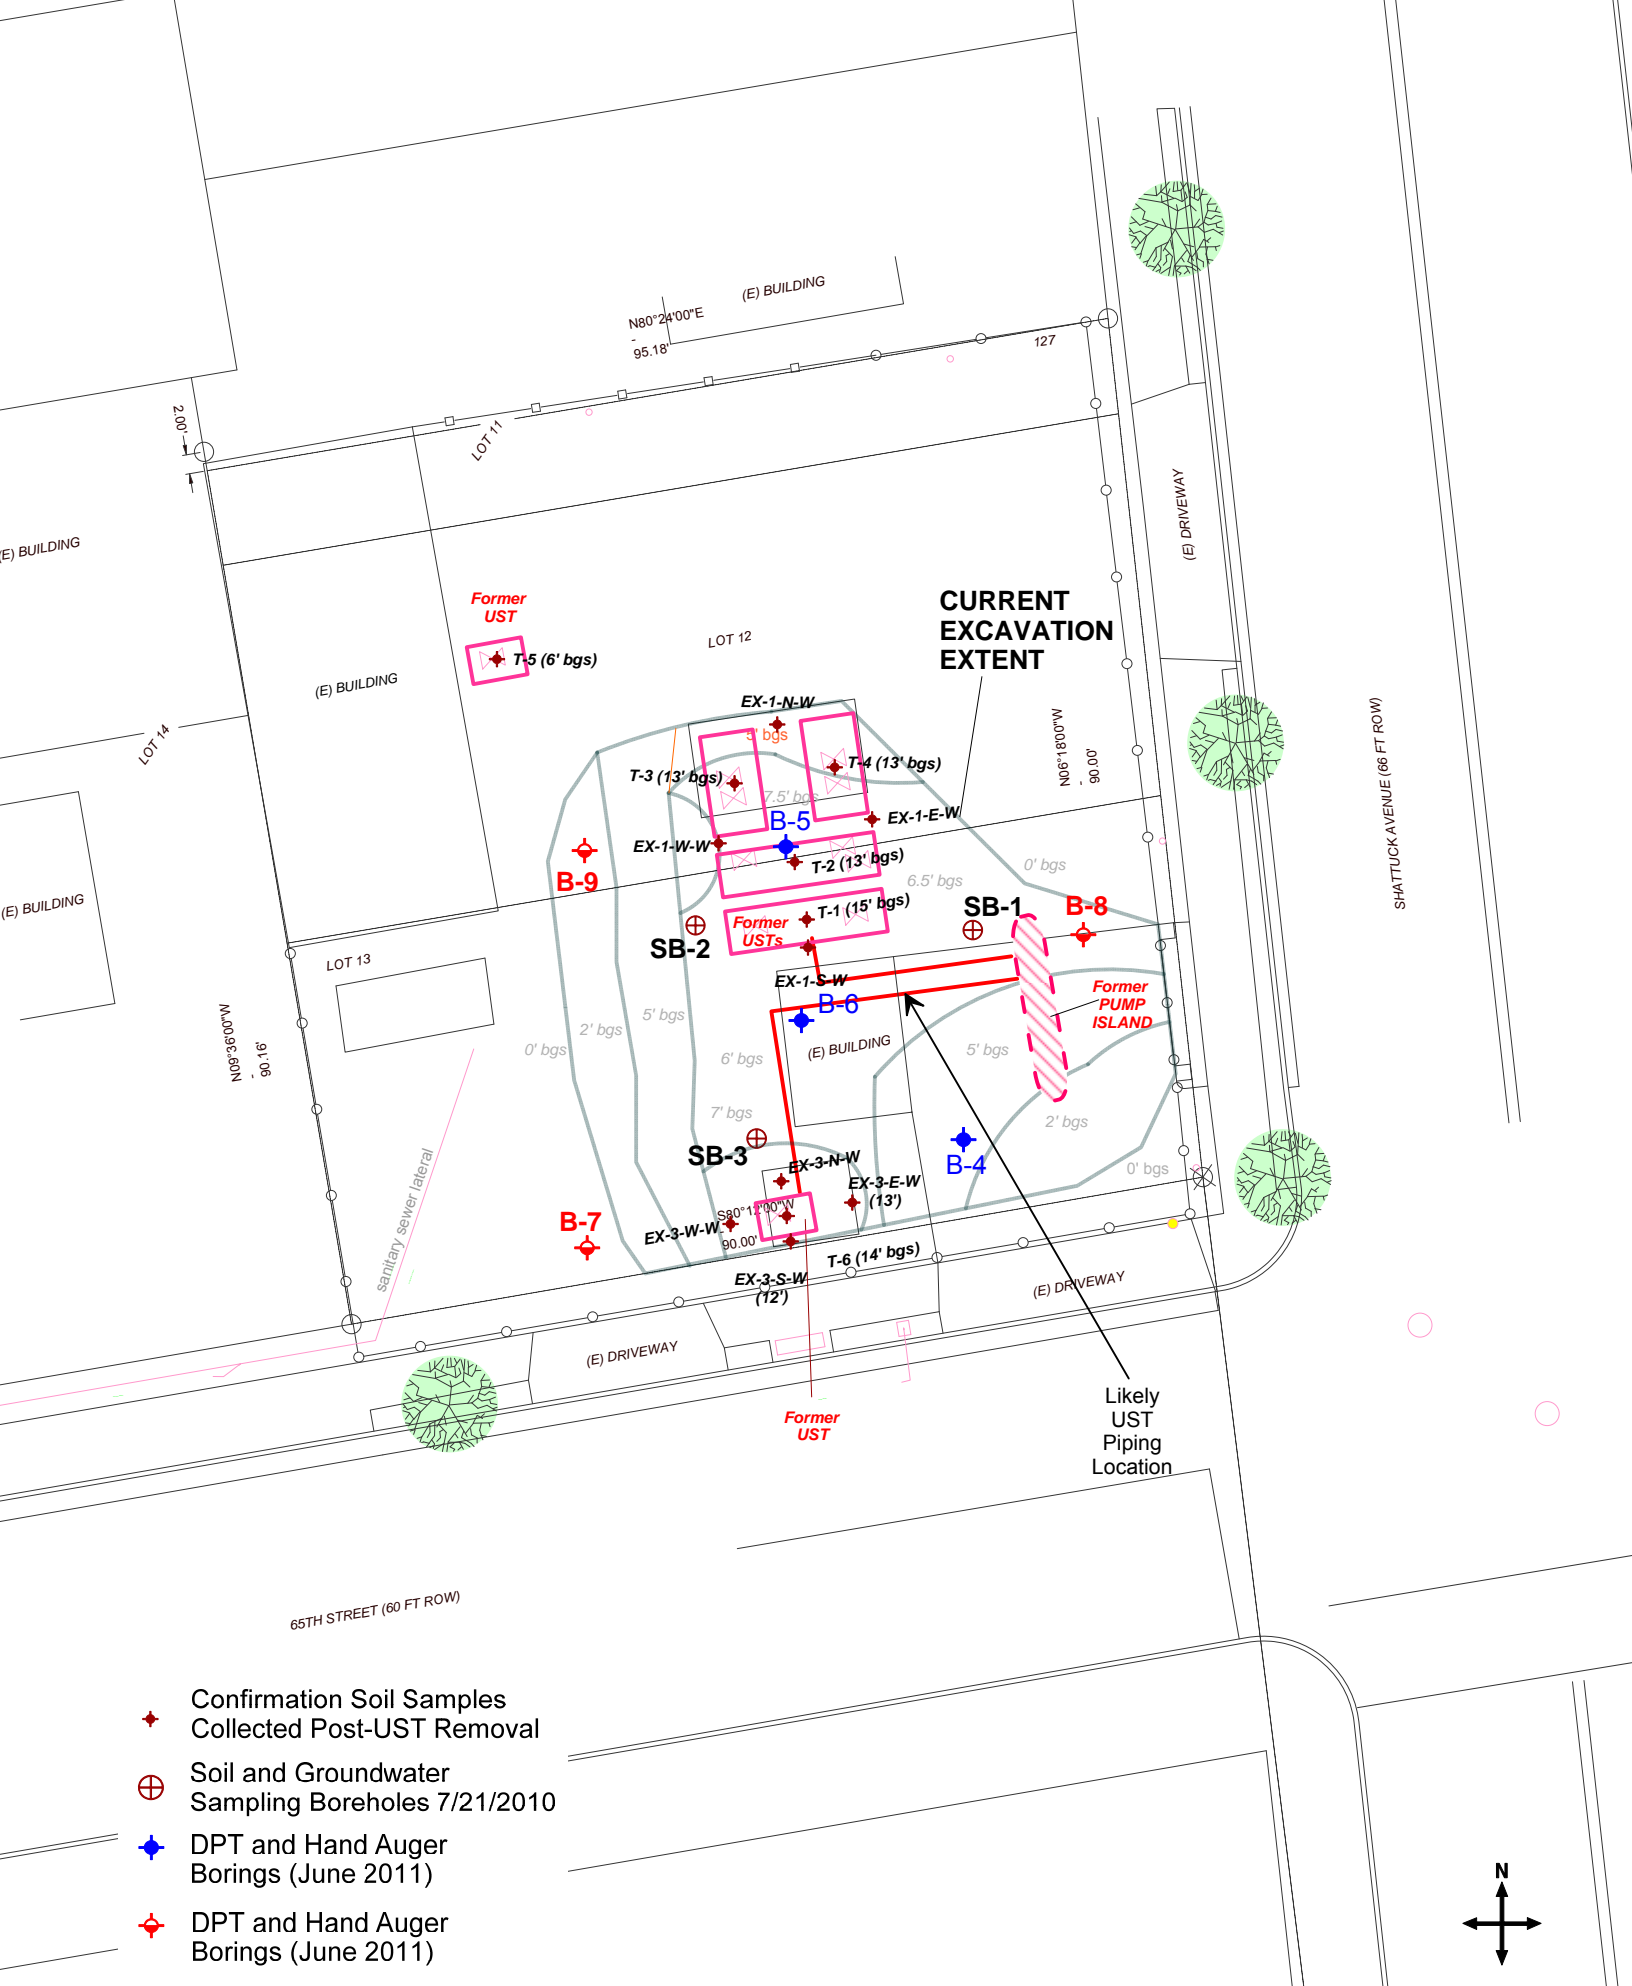 (E) BUILDING
N80°24'00"E
-
95.18'
127
2.00'
LOT 11
(E) DRIVEWAY
(E) BUILDING
Former
UST
T-5 (6' bgs)
LOT 12
CURRENT
EXCAVATION
EXTENT
(E) BUILDING
LOT 14
EX-1-N-W
5' bgs
T-3 (13' bgs)
T-4 (13' bgs)
7.5' bgs
N06°18'00"W
-
90.00'
SHATTUCK AVENUE (66 FT ROW)
B-5
EX-1-E-W
EX-1-W-W
T-2 (13' bgs)
0' bgs
6.5' bgs
B-9
(E) BUILDING
T-1 (15' bgs)
SB-1
B-8
Former
USTs
SB-2
LOT 13
EX-1-S-W
B-6
Former
PUMP
ISLAND
5' bgs
2' bgs
0' bgs
6' bgs
(E) BUILDING
5' bgs
N09°36'00"W
-
90.16'
7' bgs
2' bgs
SB-3
EX-3-N-W
B-4
0' bgs
EX-3-E-W
(13')
sanitary sewer lateral
S80°12'00"W
-
90.00'
B-7
EX-3-W-W
T-6 (14' bgs)
EX-3-S-W
(12')
(E) DRIVEWAY
(E) DRIVEWAY
Former
UST
Likely
UST
Piping
Location
65TH STREET (60 FT ROW)
Confirmation Soil Samples
Collected Post-UST Removal
Soil and Groundwater
Sampling Boreholes 7/21/2010
DPT and Hand Auger
Borings (June 2011)
DPT and Hand Auger
Borings (June 2011)
N